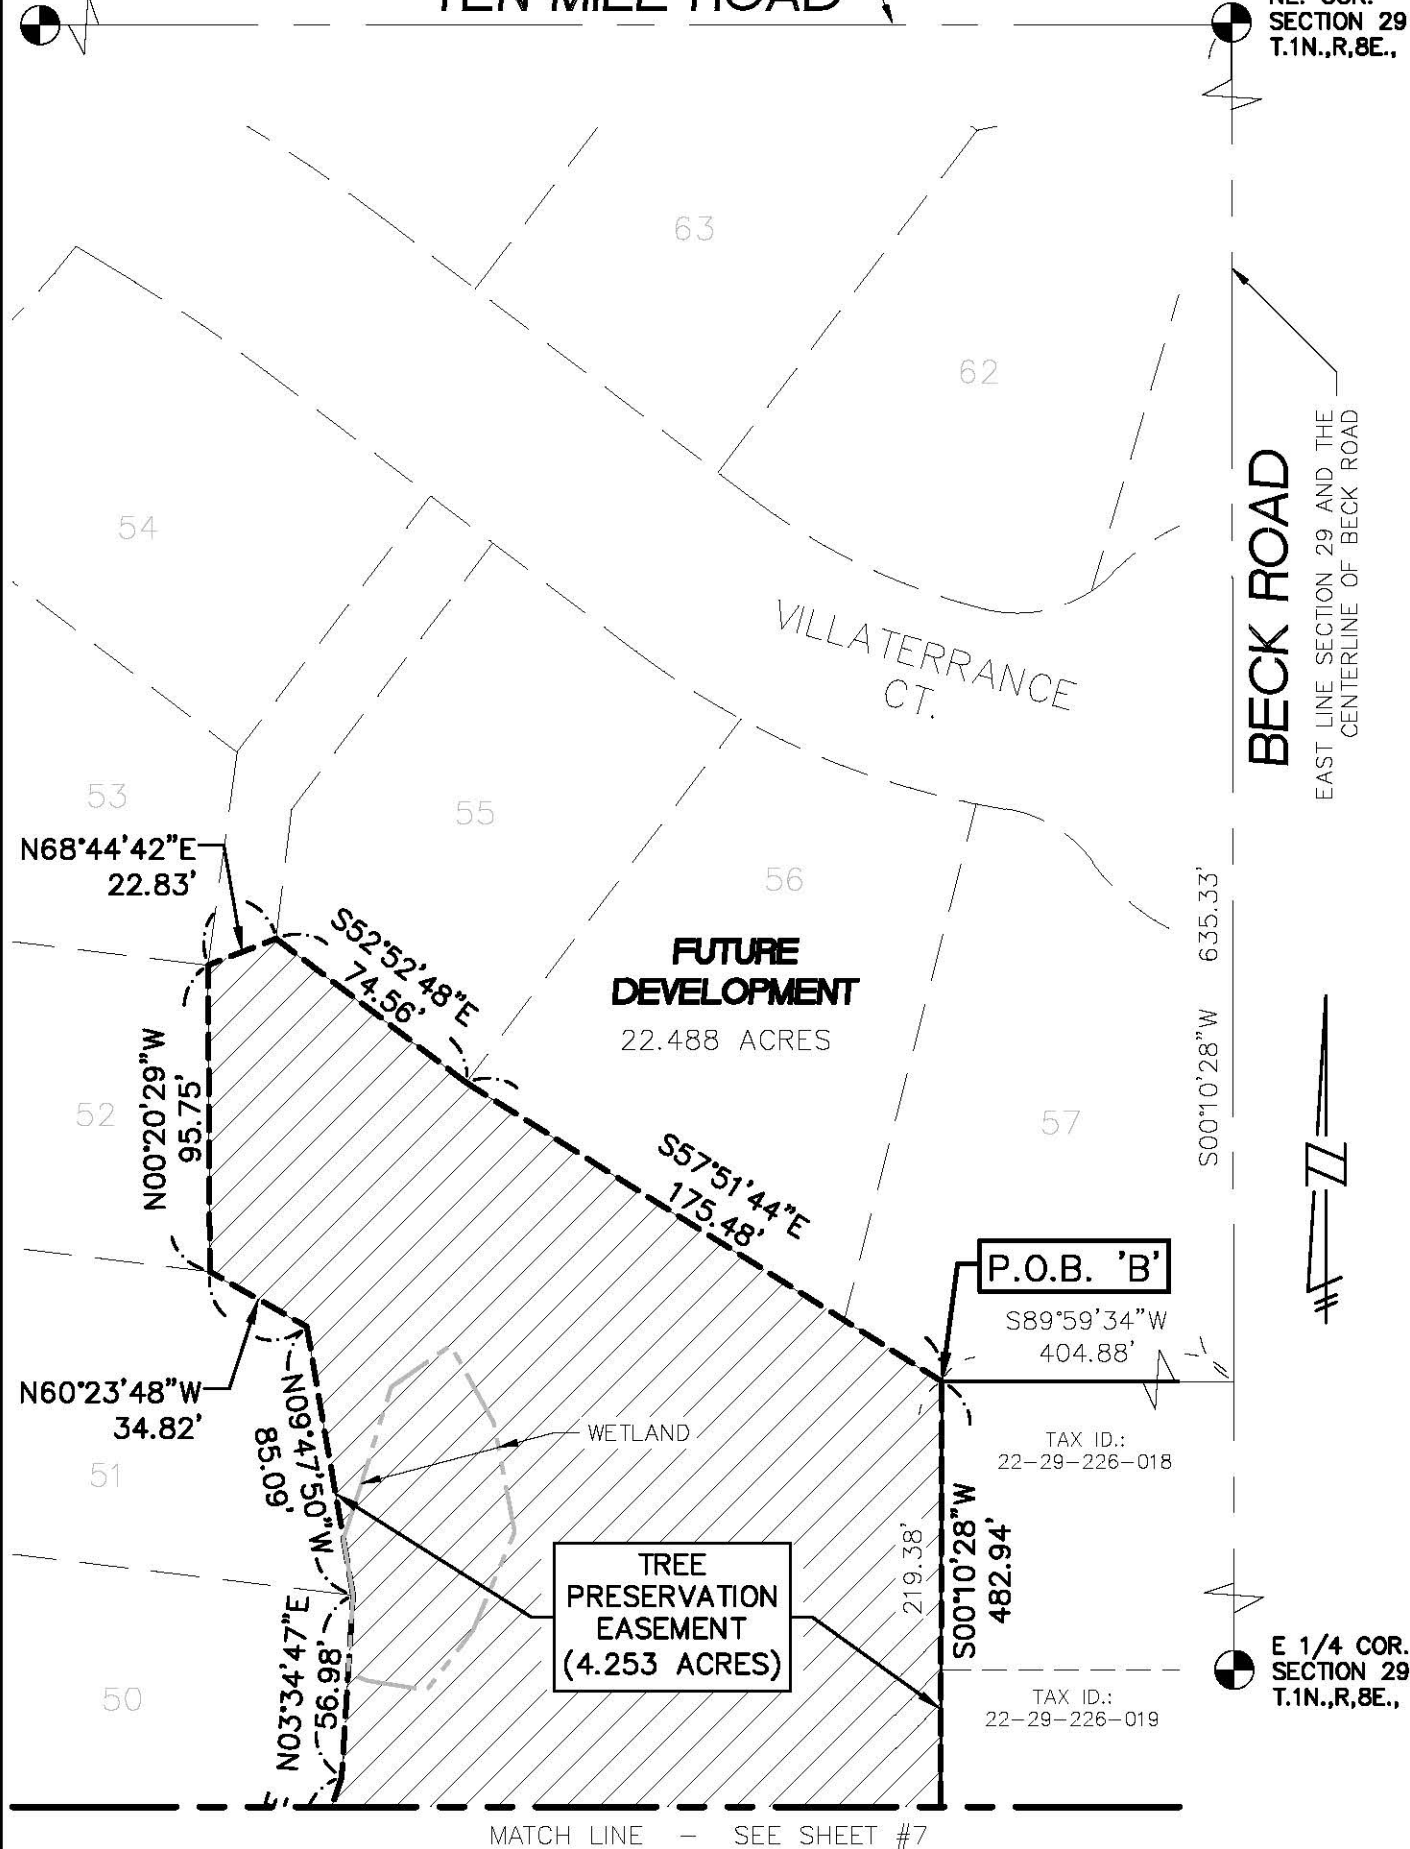 TEN MILE ROAD
NE. COR.
SECTION 29
T.1N.,R,8E.,
63
62
54
BECK ROAD
EAST LINE SECTION 29 AND THE
CENTERLINE OF BECK ROAD
VILLATERRANCE
CT.
53
55
56
N68°44'42"E
22.83'
S52°52'48"E
74.56'
FUTURE
DEVELOPMENT
22.488 ACRES
S00°10'28"W 635.33'
N00°20'29"W
95.75'
52
57
S57°51'44"E
175.48'
P.O.B. 'B'
S89°59'34"W
404.88'
N60°23'48"W
34.82'
N09°47'50"W
85.09'
WETLAND
TAX ID.:
22-29-226-018
51
TREE
PRESERVATION
EASEMENT
(4.253 ACRES)
219.38'
S00°10'28"W
482.94'
N03°34'47"E
56.98'
50
E 1/4 COR.
SECTION 29
T.1N.,R,8E.,
TAX ID.:
22-29-226-019
MATCH LINE - SEE SHEET #7